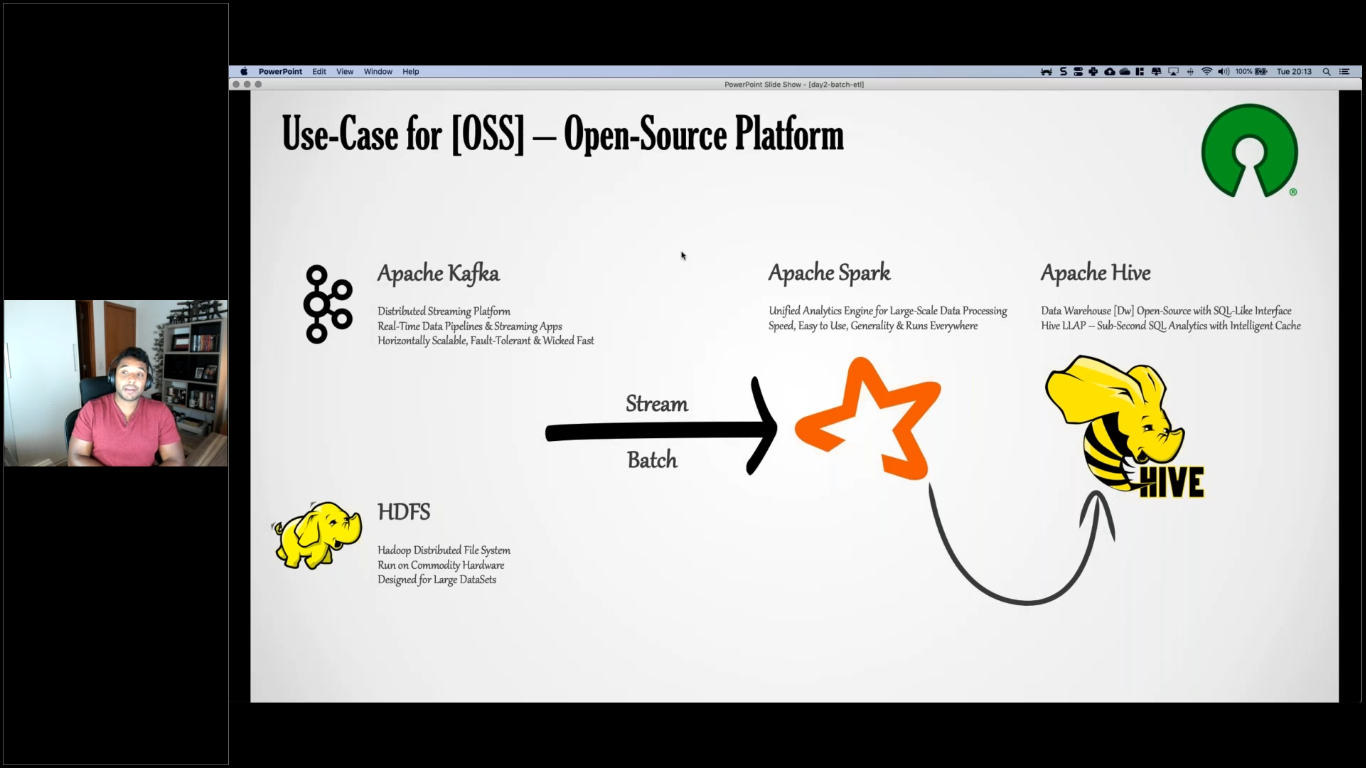 PowerPoint Edit View Window Help
100% Tue 20:13
PowerPoint Slide Show - [day2-batch-etl]
Use-Case for [OSS] – Open-Source Platform
®
Apache Kafka
Distributed Streaming Platform
Real-Time Data Pipelines & Streaming Apps
Horizontally Scalable, Fault-Tolerant & Wicked Fast
Apache Spark
Unified Analytics Engine for Large-Scale Data Processing
Speed, Easy to Use, Generality & Runs Everywhere
Apache Hive
Data Warehouse [Dw] Open-Source with SQL-Like Interface
Hive LLAP – Sub-Second SQL Analytics with Intelligent Cache
Stream
Batch
HIVE
HDFS
Hadoop Distributed File System
Run on Commodity Hardware
Designed for Large DataSets